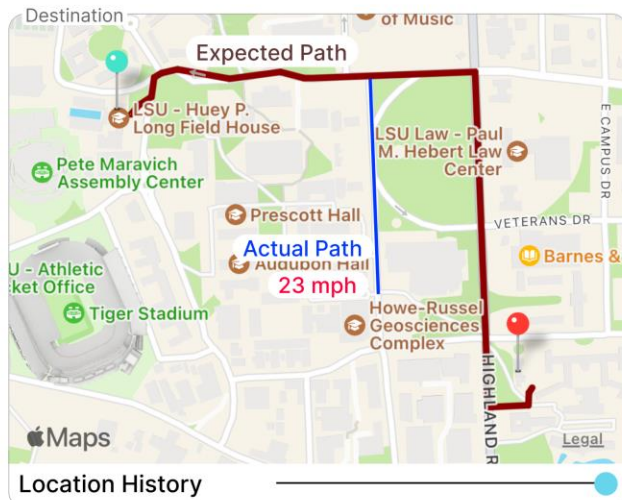 Destination
of Music
Expected Path
LSU - Huey P.
Long Field House
E CAMPUS DR
LSU Law - Paul
M. Hebert Law
Center
Pete Maravich
Assembly Center
Prescott Hall
VETERANS DR
Actual Path
Audubon Hall
Barnes &
U - Athletic
ket Office
23 mph
Tiger Stadium
Howe-Russel
Geosciences
Complex
HIGHLAND R
Maps
Legal
Location History